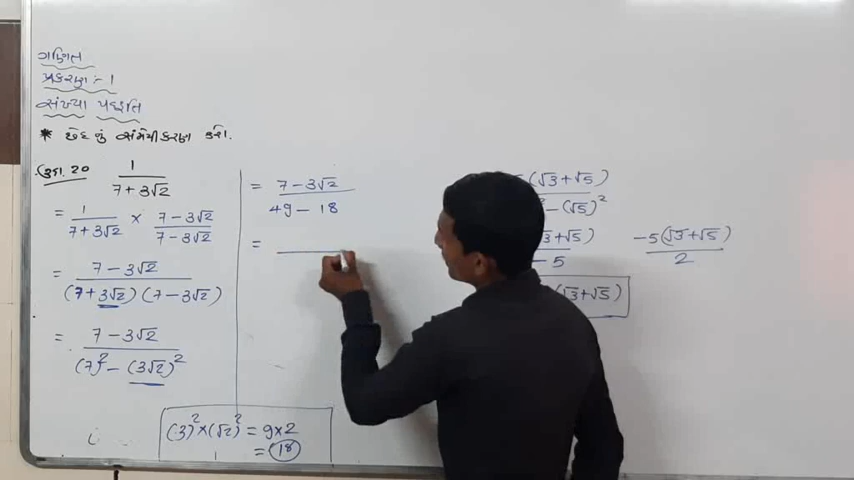 ગણિત
પ્રકરણ :- 1
સંખ્યા પદ્ધતિ
* છેદનું સંમેયીકરણ કરો.
ઉદા. 20 1 / 7 + 3√2
= 1 / 7 + 3√2 × 7 - 3√2 / 7 - 3√2
= 7 - 3√2 / (7 + 3√2) (7 - 3√2)
= 7 - 3√2 / (7)² - (3√2)²
(3)² × (√2)² = 9 × 2
= 18
= 7 - 3√2 / 49 - 18
=
(√3 + √5)
- (√5)²
√3 + √5)
- 5
(√3 + √5)
-5(√3 + √5) / 2